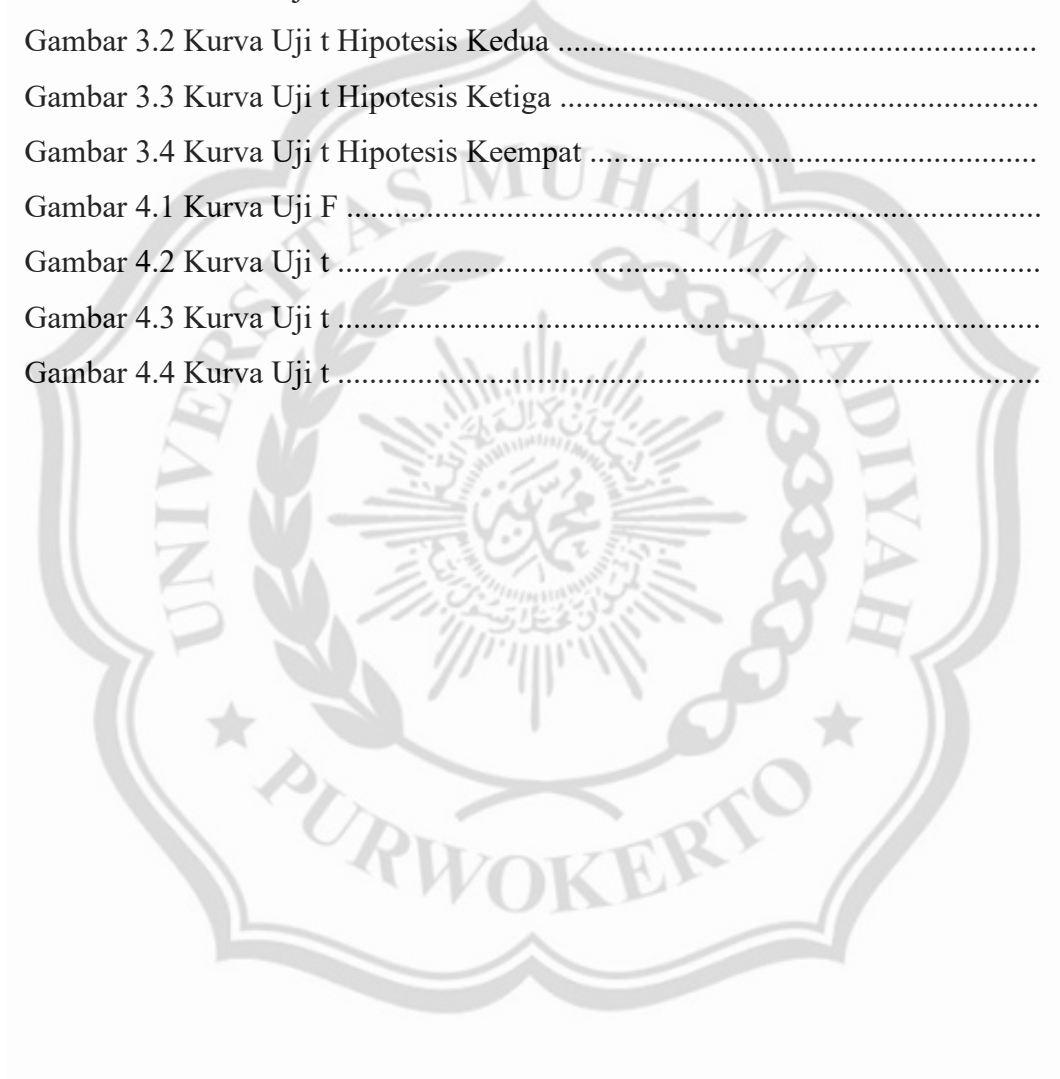 Gambar 3.2 Kurva Uji t Hipotesis Kedua ............................................................
Gambar 3.3 Kurva Uji t Hipotesis Ketiga ............................................................
Gambar 3.4 Kurva Uji t Hipotesis Keempat ........................................................
Gambar 4.1 Kurva Uji F .......................................................................................
Gambar 4.2 Kurva Uji t ........................................................................................
Gambar 4.3 Kurva Uji t ........................................................................................
Gambar 4.4 Kurva Uji t ........................................................................................
UNIVERSITAS MUHAMMADIYAH
PURWOKERTO